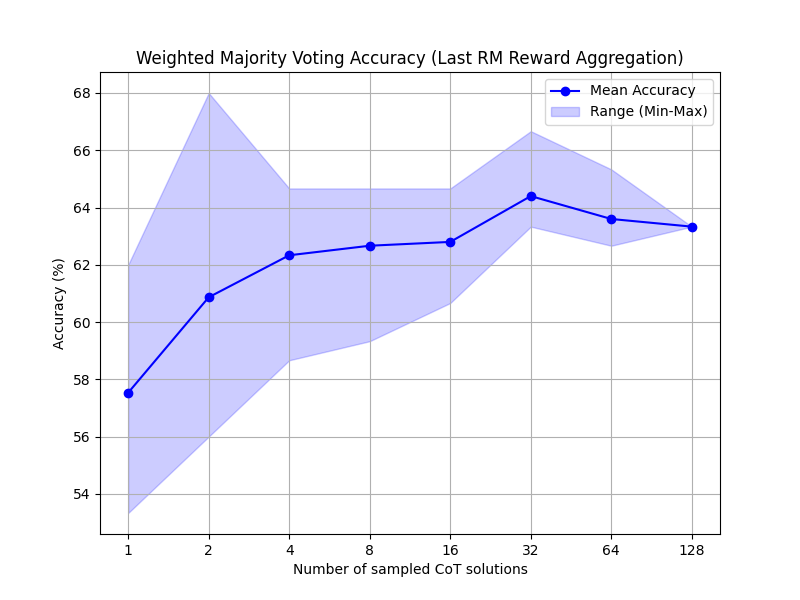 Weighted Majority Voting Accuracy (Last RM Reward Aggregation)
Mean Accuracy
Range (Min-Max)
Accuracy (%)
68
66
64
62
60
58
56
54
1 2 4 8 16 32 64 128
Number of sampled CoT solutions